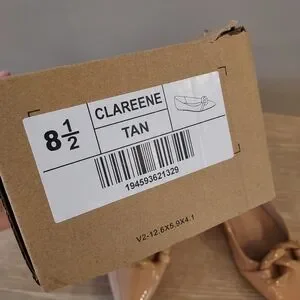 8 1/2
CLAREENE
TAN
194593621329
V2-12.6X5.9X4.1